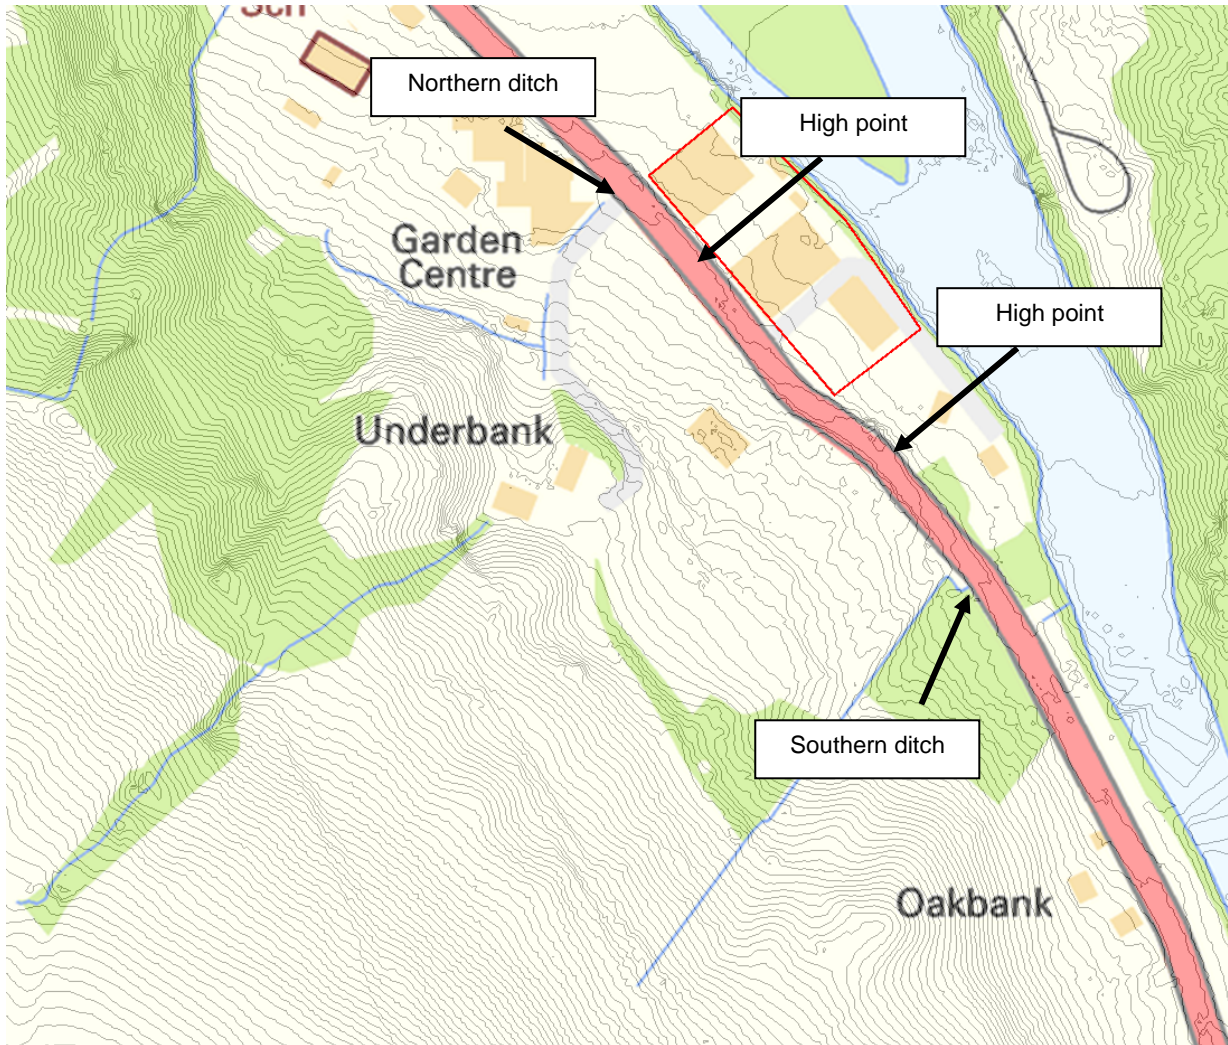 Sch
Northern ditch
High point
Garden
Centre
High point
Underbank
Southern ditch
Oakbank